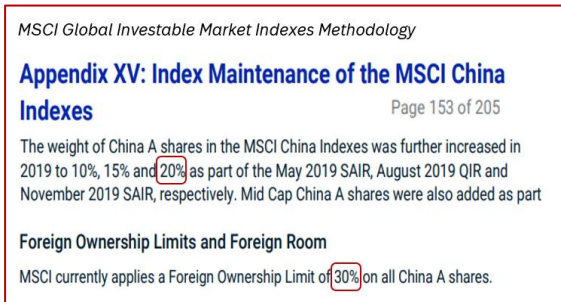 MSCI Global Investable Market Indexes Methodology
Appendix XV: Index Maintenance of the MSCI China
Indexes
Page 153 of 205
The weight of China A shares in the MSCI China Indexes was further increased in
2019 to 10%, 15% and 20% as part of the May 2019 SAIR, August 2019 QIR and
November 2019 SAIR, respectively. Mid Cap China A shares were also added as part
Foreign Ownership Limits and Foreign Room
MSCI currently applies a Foreign Ownership Limit of 30% on all China A shares.